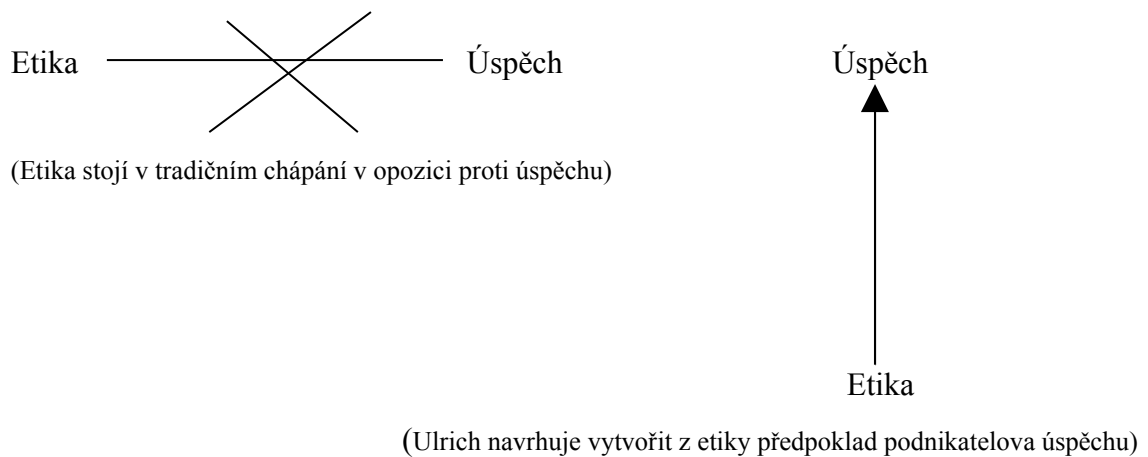 Etika Úspěch Úspěch
(Etika stojí v tradičním chápání v opozici proti úspěchu)
Etika
(Ulrich navrhuje vytvořit z etiky předpoklad podnikatelova úspěchu)